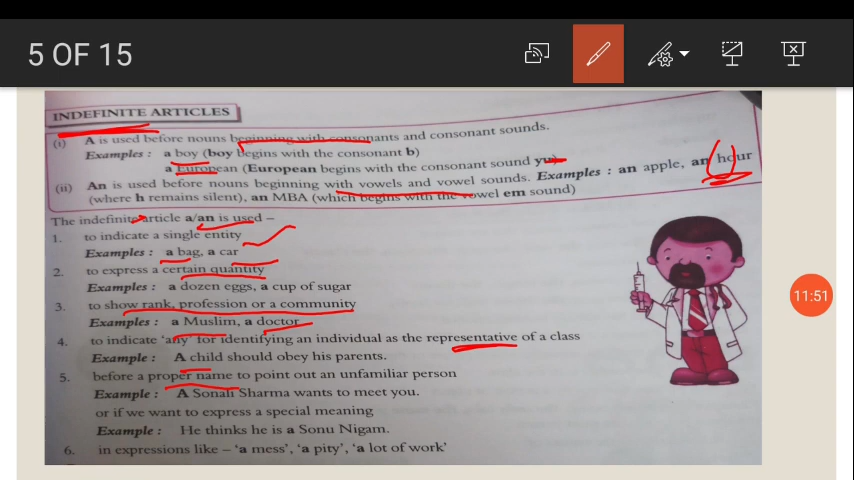 5 OF 15
INDEFINITE ARTICLES
(i) A is used before nouns beginning with consonants and consonant sounds.
Examples : a boy (boy begins with the consonant b)
a European (European begins with the consonant sound yu)
(ii) An is used before nouns beginning with vowels and vowel sounds. Examples : an apple, an hour
(where h remains silent), an MBA (which begins with the vowel em sound)
The indefinite article a/an is used –
1. to indicate a single entity
Examples : a bag, a car
2. to express a certain quantity
Examples : a dozen eggs, a cup of sugar
3. to show rank, profession or a community
Examples : a Muslim, a doctor
4. to indicate 'any' for identifying an individual as the representative of a class
Example : A child should obey his parents.
5. before a proper name to point out an unfamiliar person
Example : A Sonali Sharma wants to meet you.
or if we want to express a special meaning
Example : He thinks he is a Sonu Nigam.
6. in expressions like – 'a mess', 'a pity', 'a lot of work'
11:51